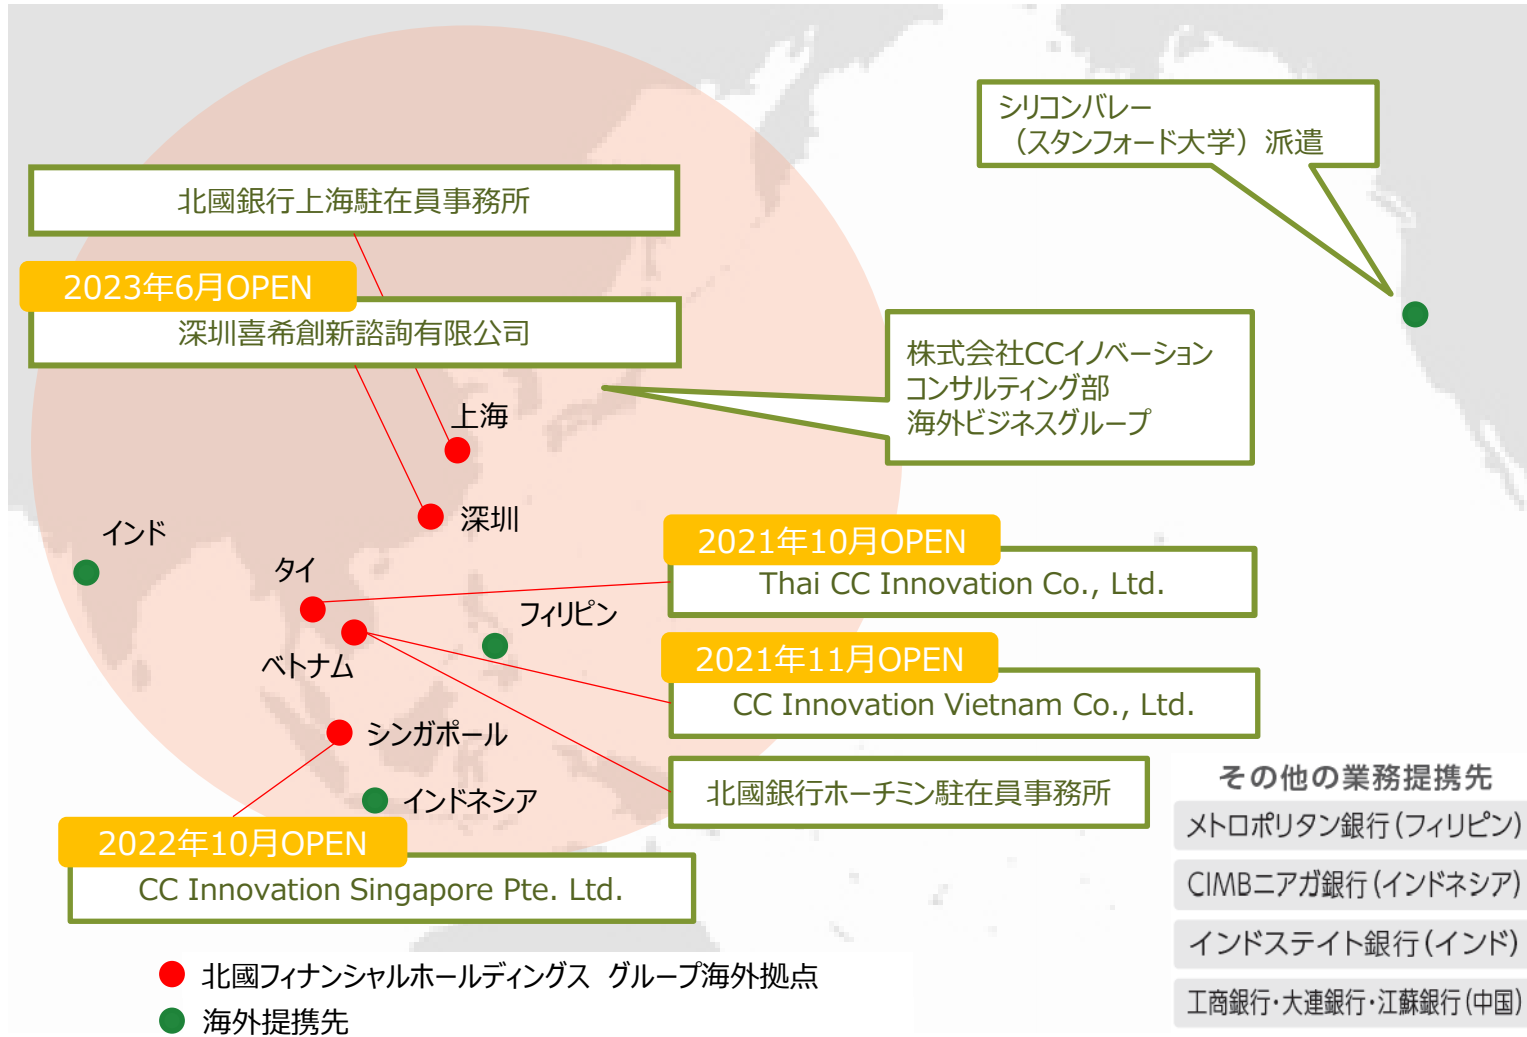 シリコンバレー
（スタンフォード大学）派遣
北國銀行上海駐在員事務所
2023年6月OPEN
深圳喜希創新諮詢有限公司
株式会社CCイノベーション
コンサルティング部
海外ビジネスグループ
上海
深圳
インド
タイ
ベトナム
フィリピン
シンガポール
インドネシア
2021年10月OPEN
Thai CC Innovation Co., Ltd.
2021年11月OPEN
CC Innovation Vietnam Co., Ltd.
北國銀行ホーチミン駐在員事務所
2022年10月OPEN
CC Innovation Singapore Pte. Ltd.
その他の業務提携先
メトロポリタン銀行(フィリピン)
CIMBニアガ銀行(インドネシア)
インドステイト銀行(インド)
工商銀行・大連銀行・江蘇銀行(中国)
北國フィナンシャルホールディングス グループ海外拠点
海外提携先